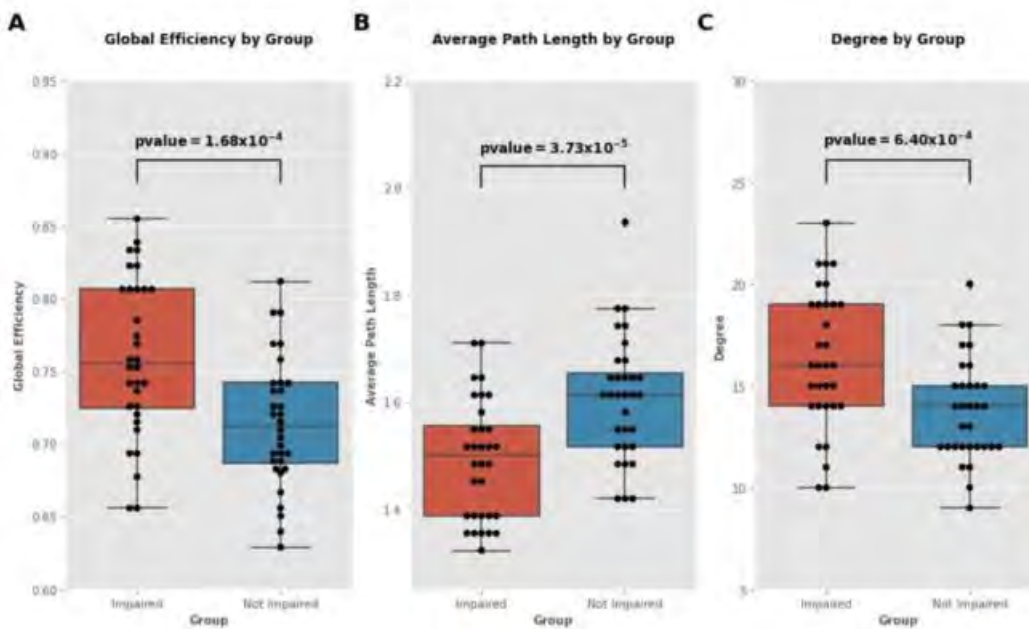 A
Global Efficiency by Group
0.95
0.90
0.85
0.80
0.75
0.70
0.65
0.60
Global Efficiency
pvalue = 1.68x10⁻⁴
Impaired
Not Impaired
Group
B
Average Path Length by Group
2.2
2.0
1.8
1.6
1.4
Average Path Length
pvalue = 3.73x10⁻⁵
Impaired
Not Impaired
Group
C
Degree by Group
30
25
20
15
10
5
Degree
pvalue = 6.40x10⁻⁴
Impaired
Not Impaired
Group